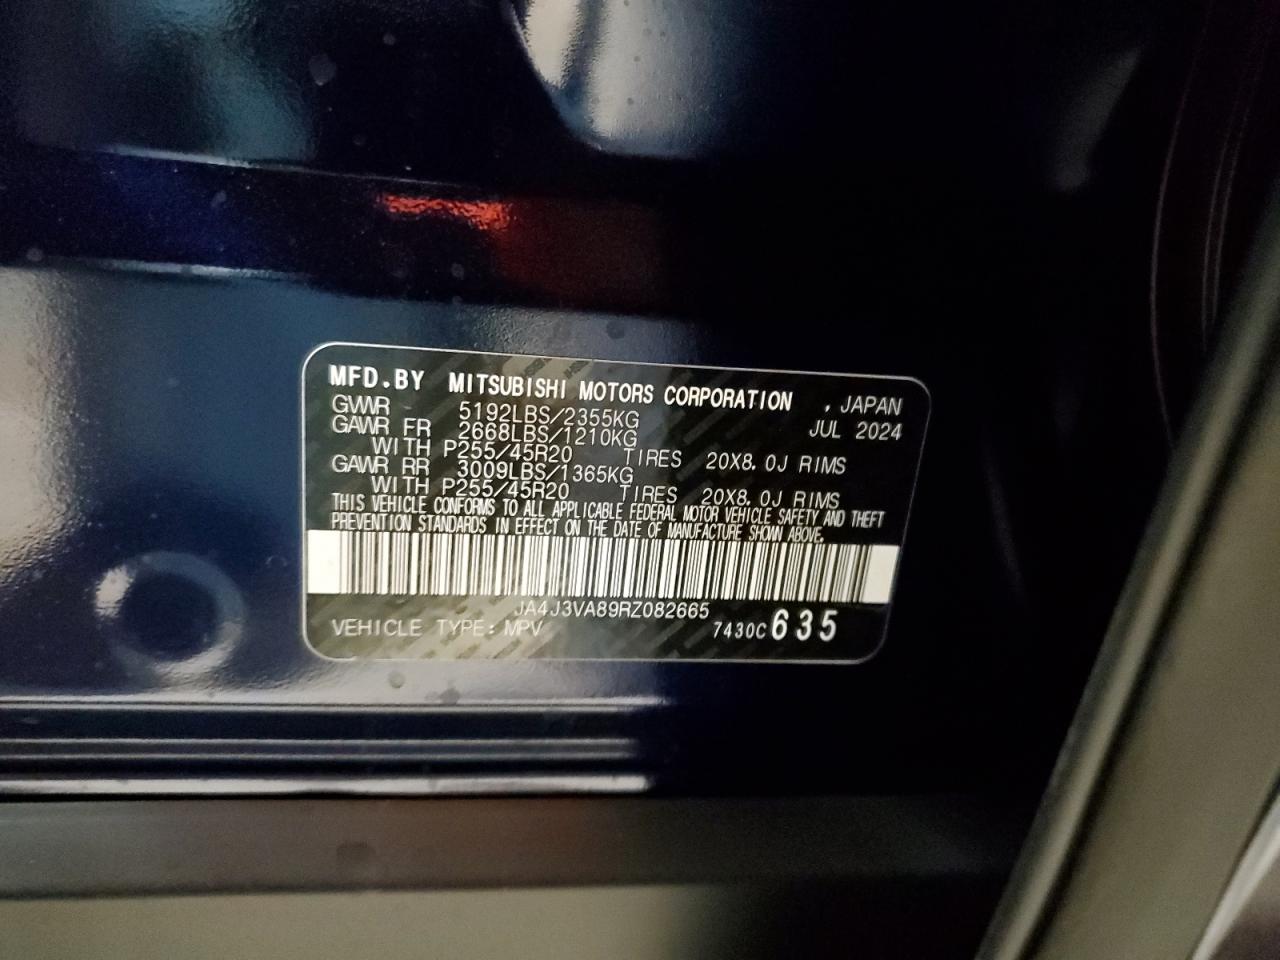 MFD.BY MITSUBISHI MOTORS CORPORATION , JAPAN
GVWR 5192LBS/2355KG JUL 2024
GAWR FR 2668LBS/1210KG
WITH P255/45R20 TIRES 20X8.0J RIMS
GAWR RR 3009LBS/1365KG
WITH P255/45R20 TIRES 20X8.0J RIMS
THIS VEHICLE CONFORMS TO ALL APPLICABLE FEDERAL MOTOR VEHICLE SAFETY AND THEFT
PREVENTION STANDARDS IN EFFECT ON THE DATE OF MANUFACTURE SHOWN ABOVE.
JA4J3VA89RZ082665
VEHICLE TYPE: MPV 7430C 635